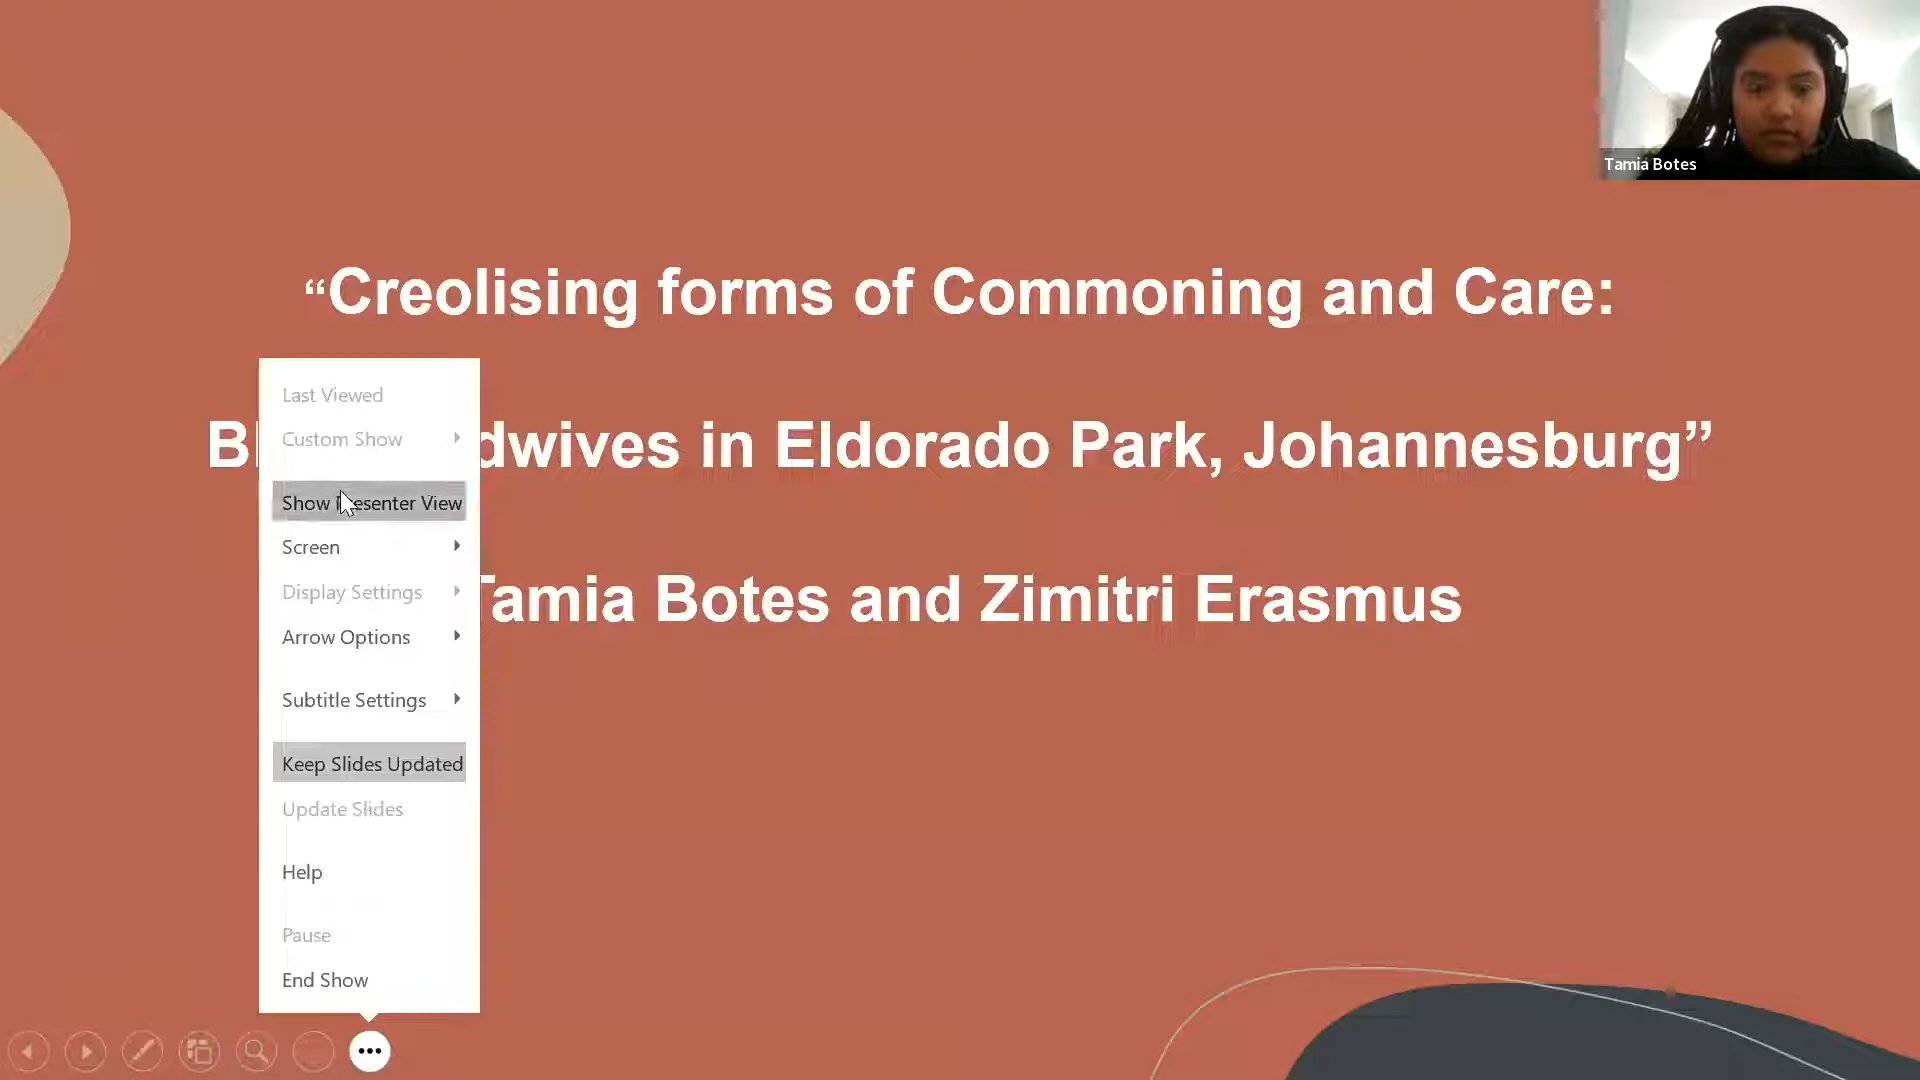 Tamia Botes
“Creolising forms of Commoning and Care:
dwives in Eldorado Park, Johannesburg”
Tamia Botes and Zimitri Erasmus
Last Viewed
Custom Show
Show Presenter View
Screen
Display Settings
Arrow Options
Subtitle Settings
Keep Slides Updated
Update Slides
Help
Pause
End Show